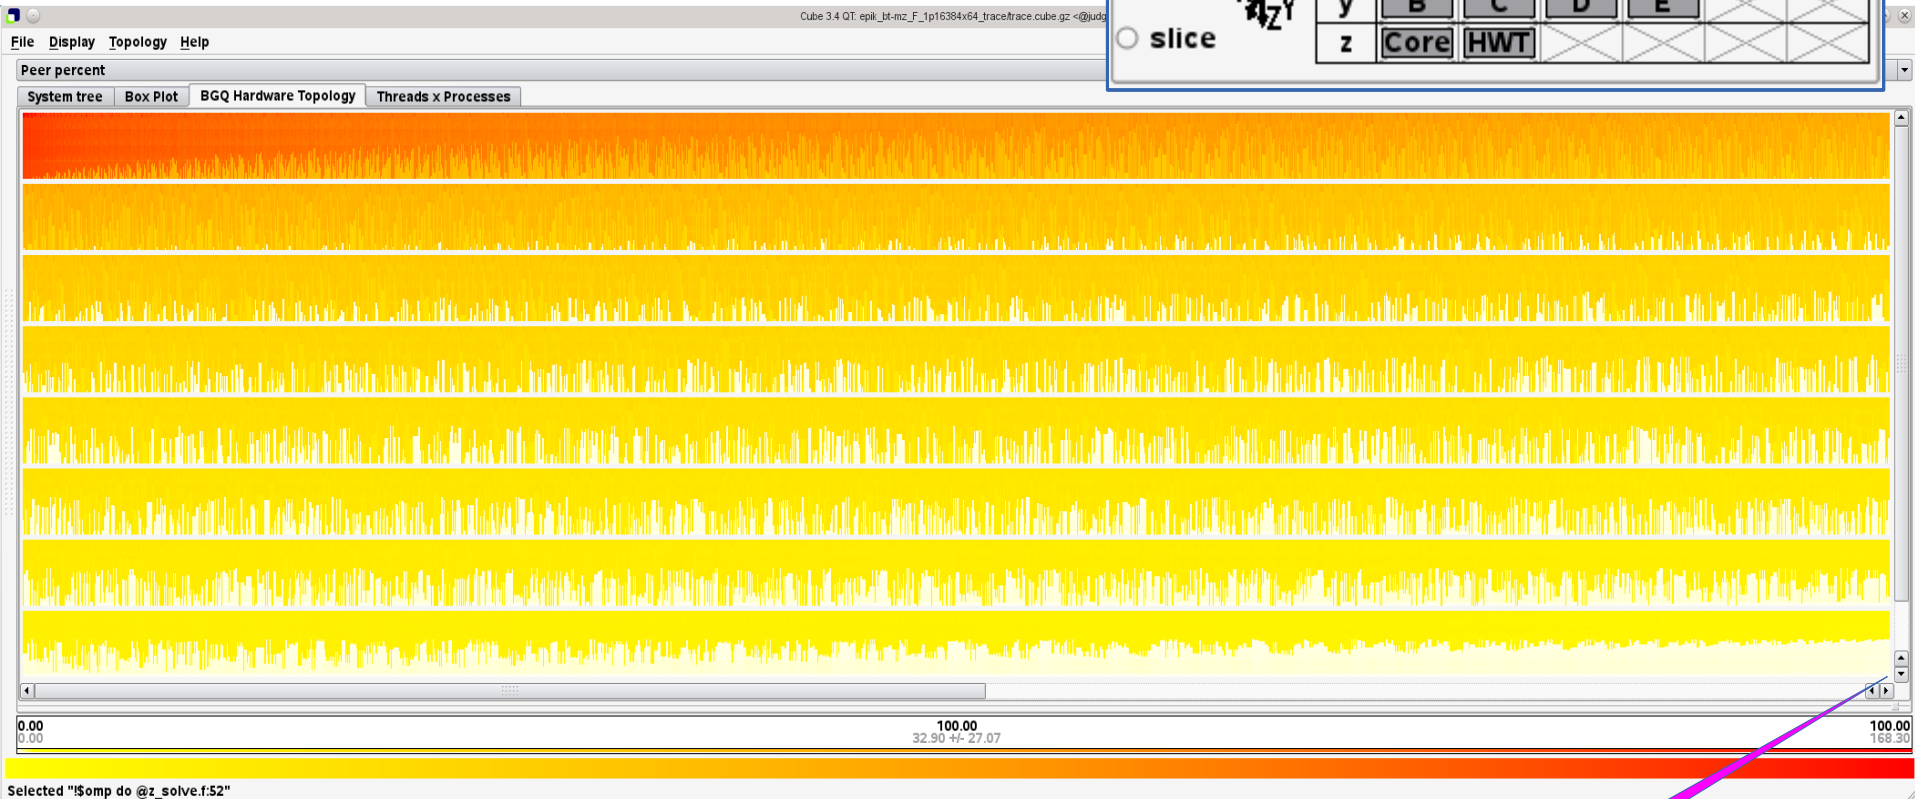 Cube 3.4 QT: epik_bt-mz_F_1p16384x64_trace/trace.cube.gz <@judg
File Display Topology Help
Peer percent
System tree Box Plot BGQ Hardware Topology Threads x Processes
y B C D E
slice z Core HWT
0.00 100.00 100.00
0.00 32.90 +/- 27.07 168.30
Selected "!$omp do @z_solve.f:52"